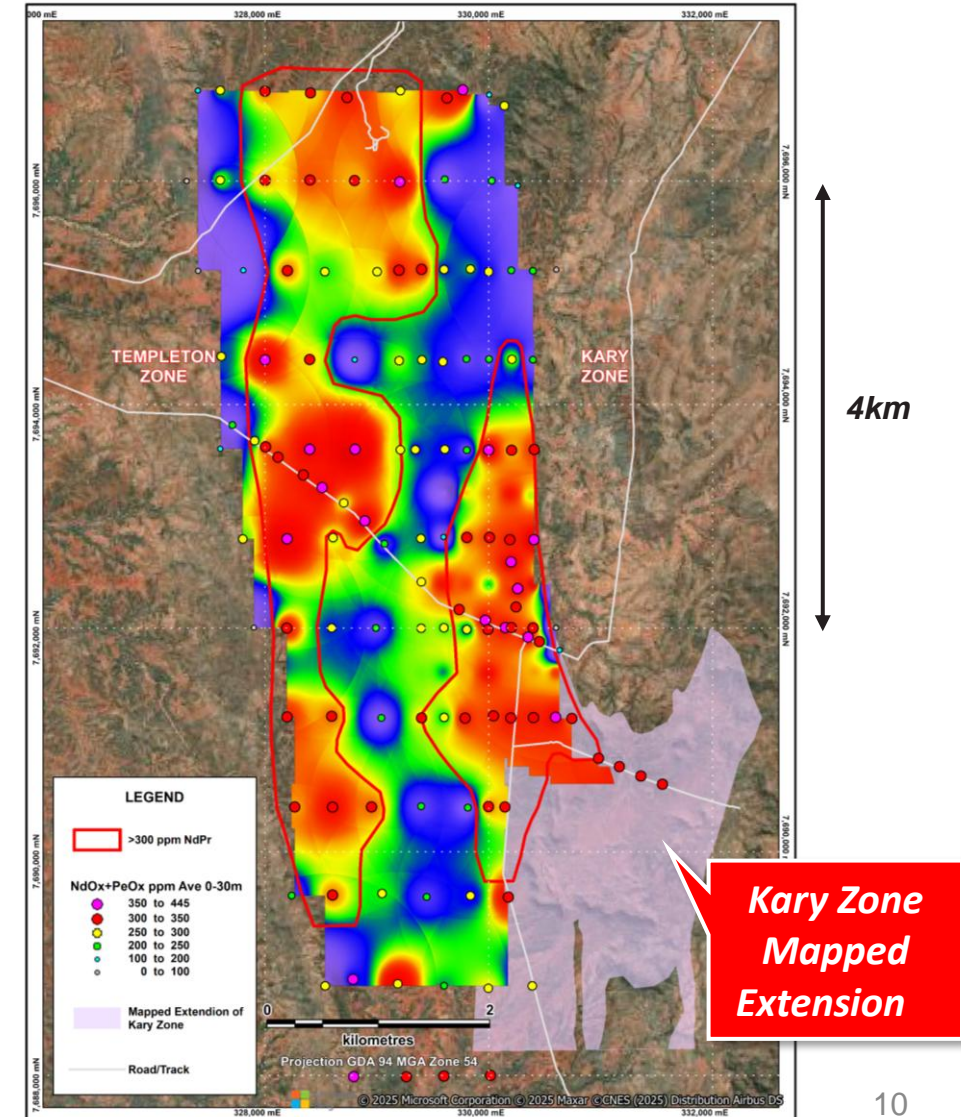 000 mE
328,000 mE
330,000 mE
332,000 mE
7,696,000 mN
7,696,000 mN
TEMPLETON
ZONE
KARY
ZONE
4km
7,694,000 mN
7,694,000 mN
7,692,000 mN
7,692,000 mN
LEGEND
>300 ppm NdPr
NdOx+PeOx ppm Ave 0-30m
350 to 445
300 to 350
250 to 300
200 to 250
100 to 200
0 to 100
Mapped Extendion of
Kary Zone
Road/Track
7,690,000 mN
7,690,000
Kary Zone
Mapped
Extension
0
2
kilometres
Projection GDA 94 MGA Zone 54
7,688,000 mN
© 2025 Microsoft Corporation © 2025 Maxar ©CNES (2025) Distribution Airbus DS
328,000 mE
330,000 mE
332,000 mE
10